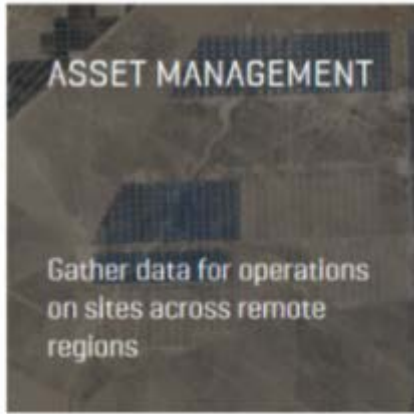 ASSET MANAGEMENT
Gather data for operations
on sites across remote
regions